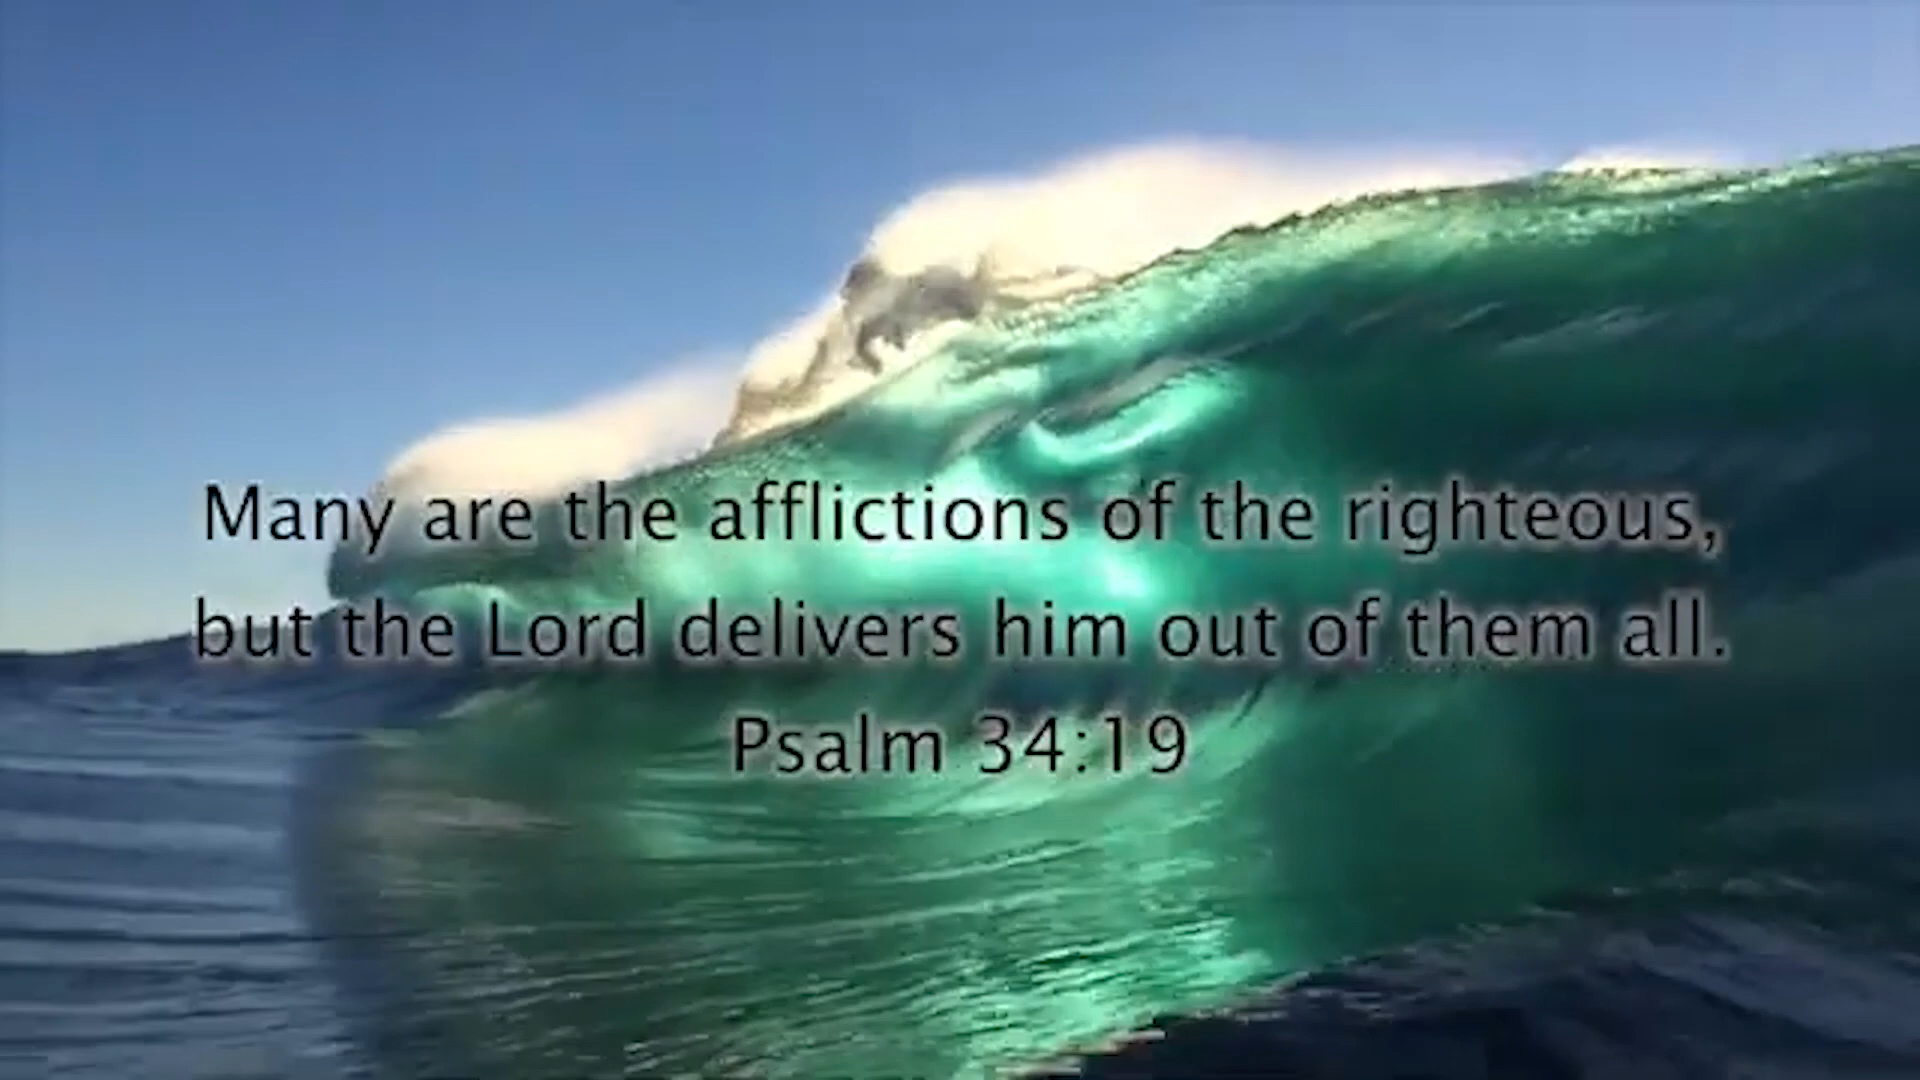 Many are the afflictions of the righteous,
but the Lord delivers him out of them all.
Psalm 34:19